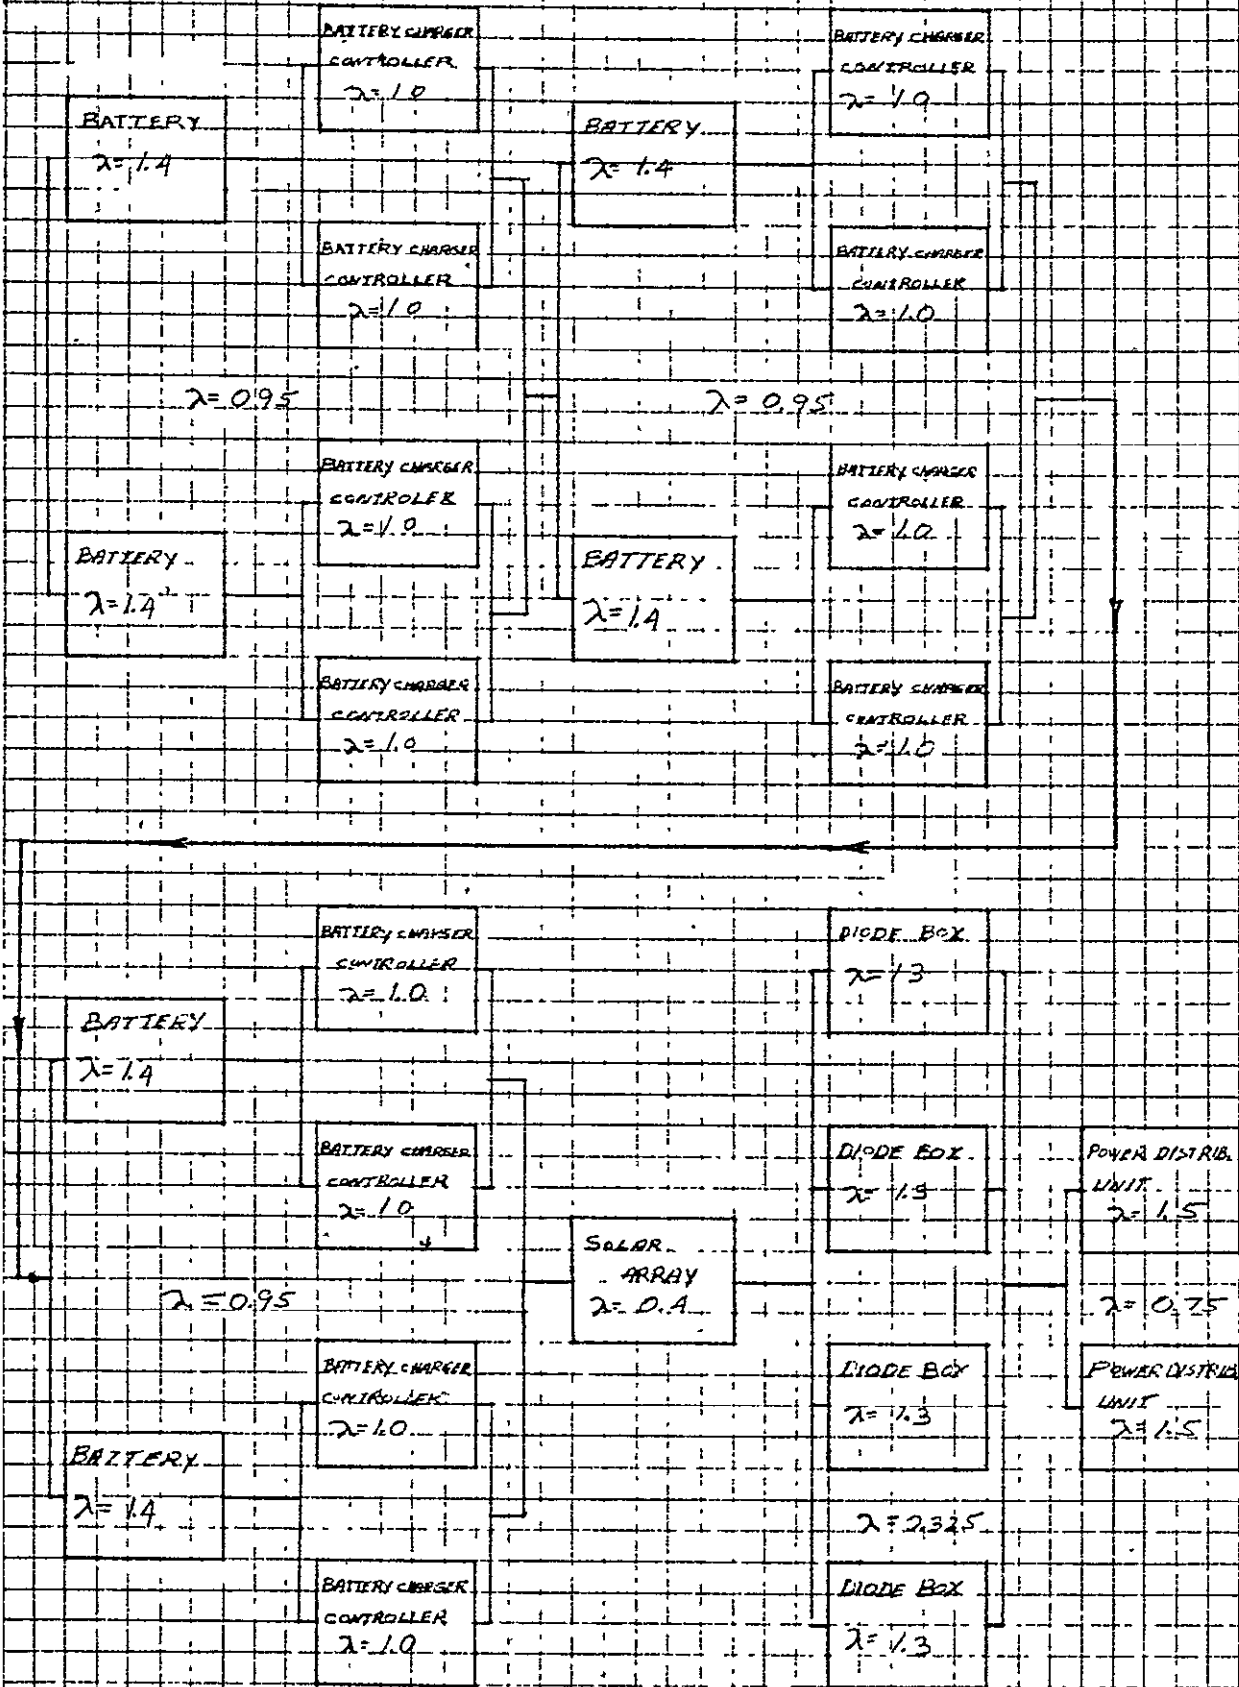 BATTERY CHARGER
CONTROLLER
λ= 1.0
BATTERY CHARGER
CONTROLLER
λ= 1.0
BATTERY
λ= 1.4
BATTERY
λ= 1.4
BATTERY CHARGER
CONTROLLER
λ= 1.0
BATTERY CHARGER
CONTROLLER
λ= 1.0
λ= 0.95
λ= 0.95
BATTERY CHARGER
CONTROLER
λ= 1.0
BATTERY CHARGER
CONTROLLER
λ= 1.0
BATTERY
λ= 1.4
BATTERY
λ= 1.4
BATTERY CHARGER
CONTROLLER
λ= 1.0
BATTERY CHARGER
CONTROLLER
λ= 1.0
BATTERY CHARGER
CONTROLLER
λ= 1.0
DIODE BOX
λ= 1.3
BATTERY
λ= 1.4
BATTERY CHARGER
CONTROLLER
λ= 1.0
DIODE BOX
λ= 1.3
POWER DISTRIB.
UNIT
λ= 1.5
SOLAR
ARRAY
λ= 0.4
λ= 0.95
λ= 0.75
BATTERY CHARGER
CONTROLLER
λ= 1.0
DIODE BOX
λ= 1.3
POWER DISTRIB
UNIT
λ= 1.5
BATTERY
λ= 1.4
λ=
BATTERY CHARGER
CONTROLLER
λ= 1.0
DIODE BOX
λ= 1.3